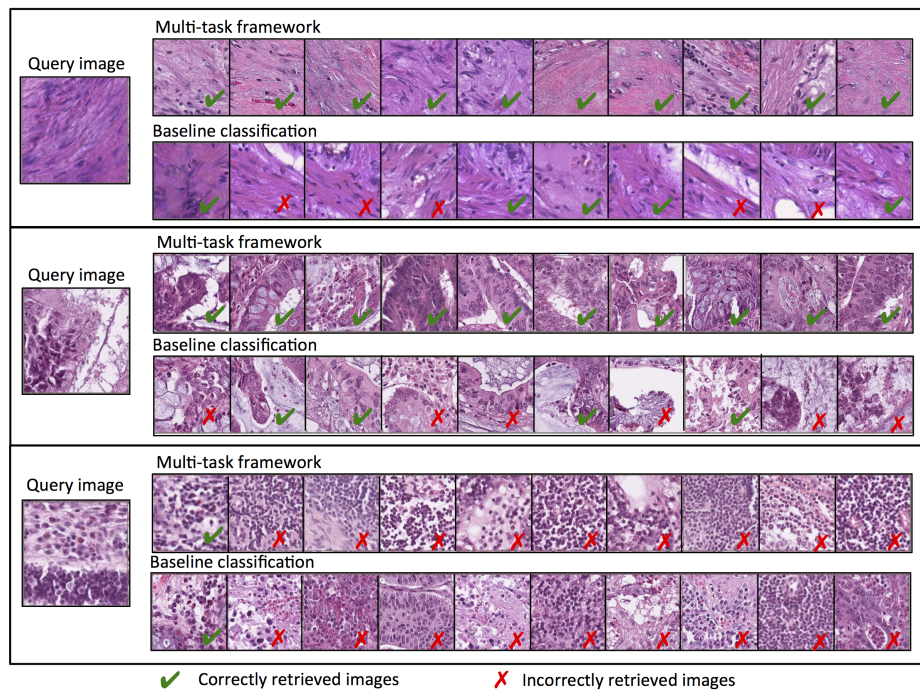 Multi-task framework
Query image
Baseline classification
Multi-task framework
Query image
Baseline classification
Multi-task framework
Query image
Baseline classification
Correctly retrieved images
Incorrectly retrieved images